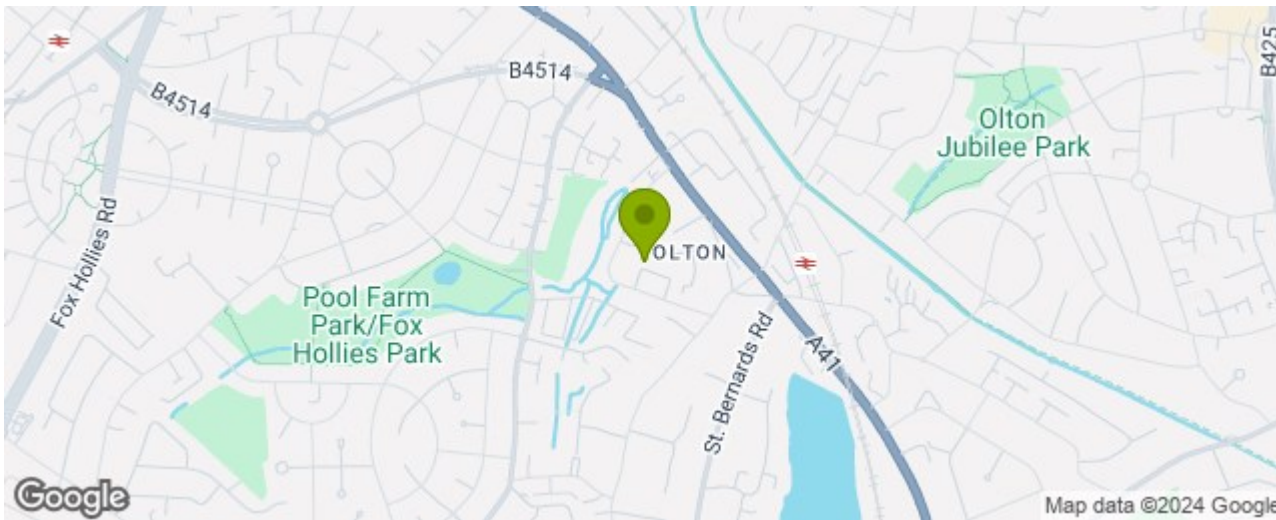 B4514
B4514
B425
Olton
Jubilee Park
Fox Hollies Rd
OLTON
Pool Farm
Park/Fox
Hollies Park
St. Bernards Rd
A41
Google
Map data ©2024 Google